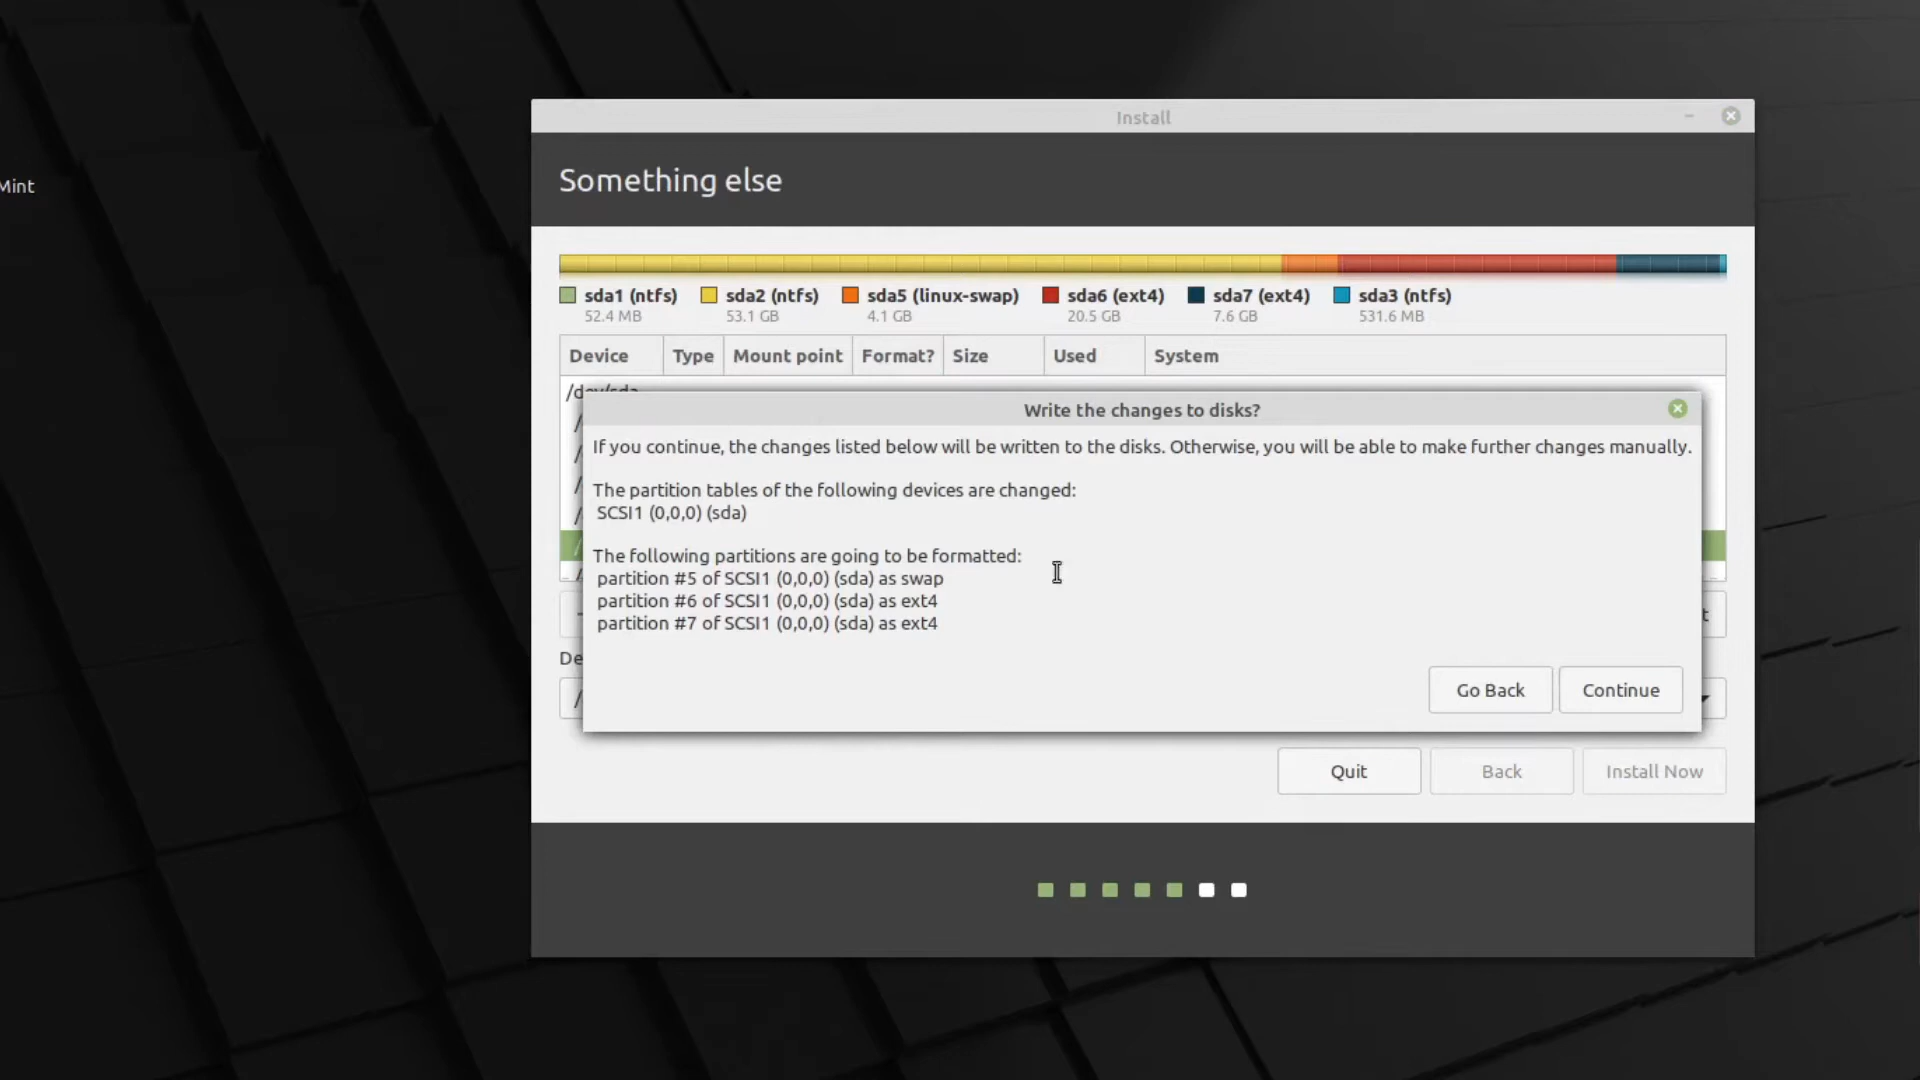 Mint
Install
Something else
sda1 (ntfs) sda2 (ntfs) sda5 (linux-swap) sda6 (ext4) sda7 (ext4) sda3 (ntfs)
52.4 MB 53.1 GB 4.1 GB 20.5 GB 7.6 GB 531.6 MB
Device Type Mount point Format? Size Used System
/dev/sda
Write the changes to disks?
If you continue, the changes listed below will be written to the disks. Otherwise, you will be able to make further changes manually.
The partition tables of the following devices are changed:
SCSI1 (0,0,0) (sda)
The following partitions are going to be formatted:
partition #5 of SCSI1 (0,0,0) (sda) as swap
partition #6 of SCSI1 (0,0,0) (sda) as ext4
partition #7 of SCSI1 (0,0,0) (sda) as ext4
De
Go Back Continue
Quit Back Install Now